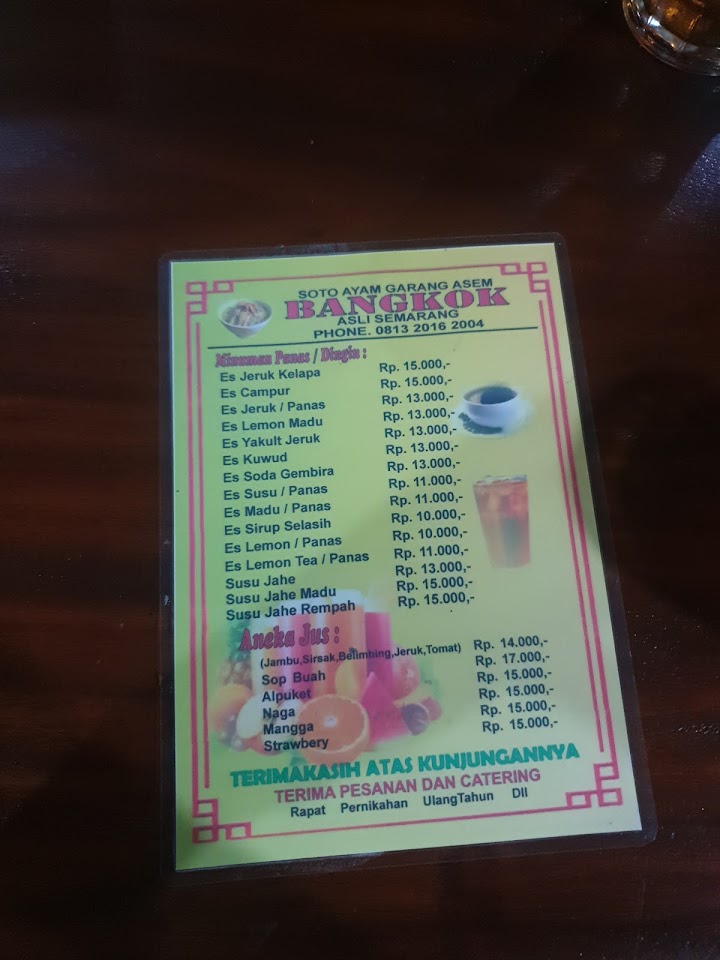 SOTO AYAM GARANG ASEM
BANGKOK
ASLI SEMARANG
PHONE. 0813 2016 2004
Minuman Panas / Dingin :
Es Jeruk Kelapa Rp. 15.000,-
Es Campur Rp. 15.000,-
Es Jeruk / Panas Rp. 13.000,-
Es Lemon Madu Rp. 13.000,-
Es Yakult Jeruk Rp. 13.000,-
Es Kuwud Rp. 13.000,-
Es Soda Gembira Rp. 13.000,-
Es Susu / Panas Rp. 11.000,-
Es Madu / Panas Rp. 11.000,-
Es Sirup Selasih Rp. 10.000,-
Es Lemon / Panas Rp. 10.000,-
Es Lemon Tea / Panas Rp. 11.000,-
Susu Jahe Rp. 13.000,-
Susu Jahe Madu Rp. 15.000,-
Susu Jahe Rempah Rp. 15.000,-
Aneka Jus :
(Jambu,Sirsak,Belimbing,Jeruk,Tomat) Rp. 14.000,-
Sop Buah Rp. 17.000,-
Alpuket Rp. 15.000,-
Naga Rp. 15.000,-
Mangga Rp. 15.000,-
Strawbery Rp. 15.000,-
TERIMAKASIH ATAS KUNJUNGANNYA
TERIMA PESANAN DAN CATERING
Rapat Pernikahan UlangTahun Dll